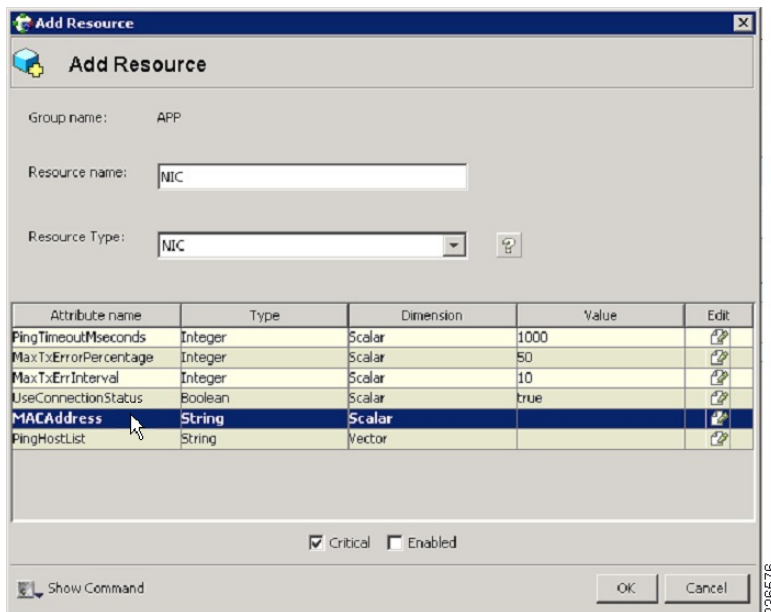 Add Resource
Add Resource
Group name: APP
Resource name: NIC
Resource Type: NIC
Attribute name Type Dimension Value Edit
PingTimeoutMseconds Integer Scalar 1000
MaxTxErrorPercentage Integer Scalar 50
MaxTxErrInterval Integer Scalar 10
UseConnectionStatus Boolean Scalar true
MACAddress String Scalar
PingHostList String Vector
Critical Enabled
Show Command OK Cancel